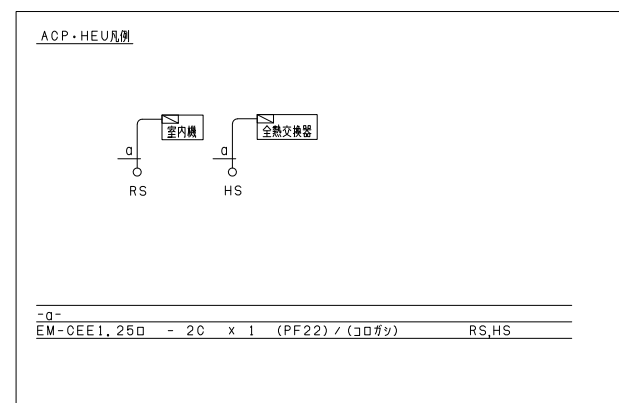 ACP・HEU凡例
室内機 全熱交換器
a a
RS HS
-a-
EM-CEE1.25□ - 2C × 1 (PF22)/(コロガシ) RS,HS